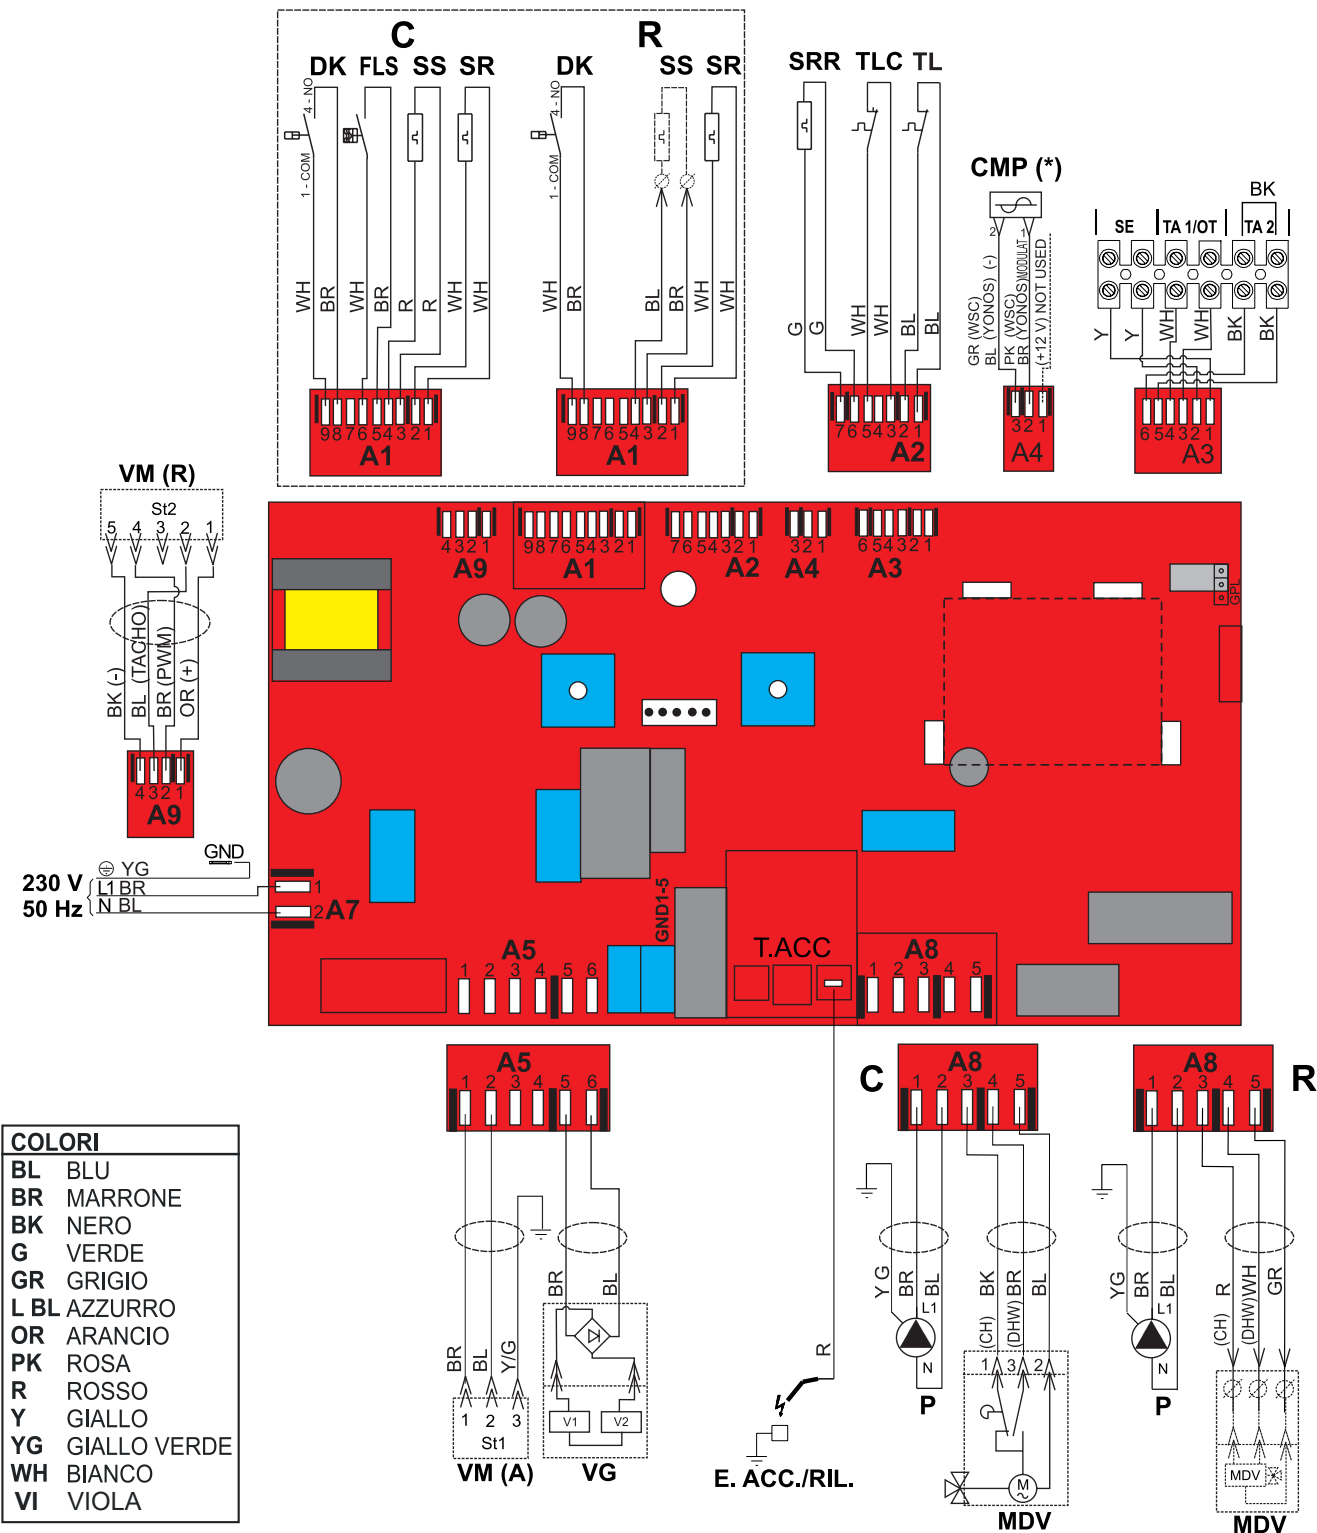 C R
DK FLS SS SR DK SS SR SRR TLC TL
4 - NO 1 - COM 4 - NO 1 - COM
CMP (*)
2 1
BK
SE TA 1/OT TA 2
WH BR WH BR R R WH WH
WH BR BL BR WH WH
G G WH WH BL BL
GR (WSC)
BL (YONOS) (-)
PK (WSC)
BR (YONOS) MODULAT
(+12 V) NOT USED
Y Y WH WH BK BK
9 8 7 6 5 4 3 2 1
A1
9 8 7 6 5 4 3 2 1
A1
7 6 5 4 3 2 1
A2
3 2 1
A4
6 5 4 3 2 1
A3
VM (R)
St2
5 4 3 2 1
BK (-)
BL (TACHO)
BR (PWM)
OR (+)
4 3 2 1
A9
4 3 2 1
A9
9 8 7 6 5 4 3 2 1
A1
7 6 5 4 3 2 1
A2
3 2 1
A4
6 5 4 3 2 1
A3
GPL
GND
YG
230 V L1 BR
50 Hz N BL
1
2 A7
GND1-5
A5
1 2 3 4 5 6
T.ACC
A8
1 2 3 4 5
A5
1 2 3 4 5 6
BR BL Y/G
1 2 3
St1
VM (A)
BR BL
V1 V2
VG
R
E. ACC./RIL.
C
A8
1 2 3 4 5
Y G BR BL BK BR BL
(CH) (DHW)
L1
N
P
1 3 2
M
MDV
R
A8
1 2 3 4 5
YG BR BL R WH GR
(CH) (DHW)
L1
N
P
MDV
MDV
COLORI
BL BLU
BR MARRONE
BK NERO
G VERDE
GR GRIGIO
L BL AZZURRO
OR ARANCIO
PK ROSA
R ROSSO
Y GIALLO
YG GIALLO VERDE
WH BIANCO
VI VIOLA